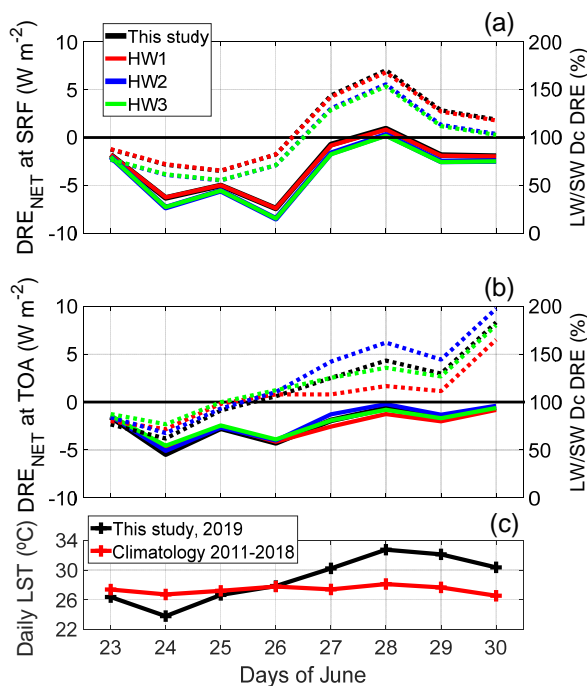 (a)
This study
HW1
HW2
HW3
DRE_NET at SRF (W m-2)
10
5
0
-5
-10
200
150
100
50
0
LW/SW Dc DRE (%)
(b)
DRE_NET at TOA (W m-2)
10
5
0
-5
-10
200
150
100
50
0
LW/SW Dc DRE (%)
(c)
This study, 2019
Climatology 2011-2018
Daily LST (ºC)
34
30
26
22
23 24 25 26 27 28 29 30
Days of June